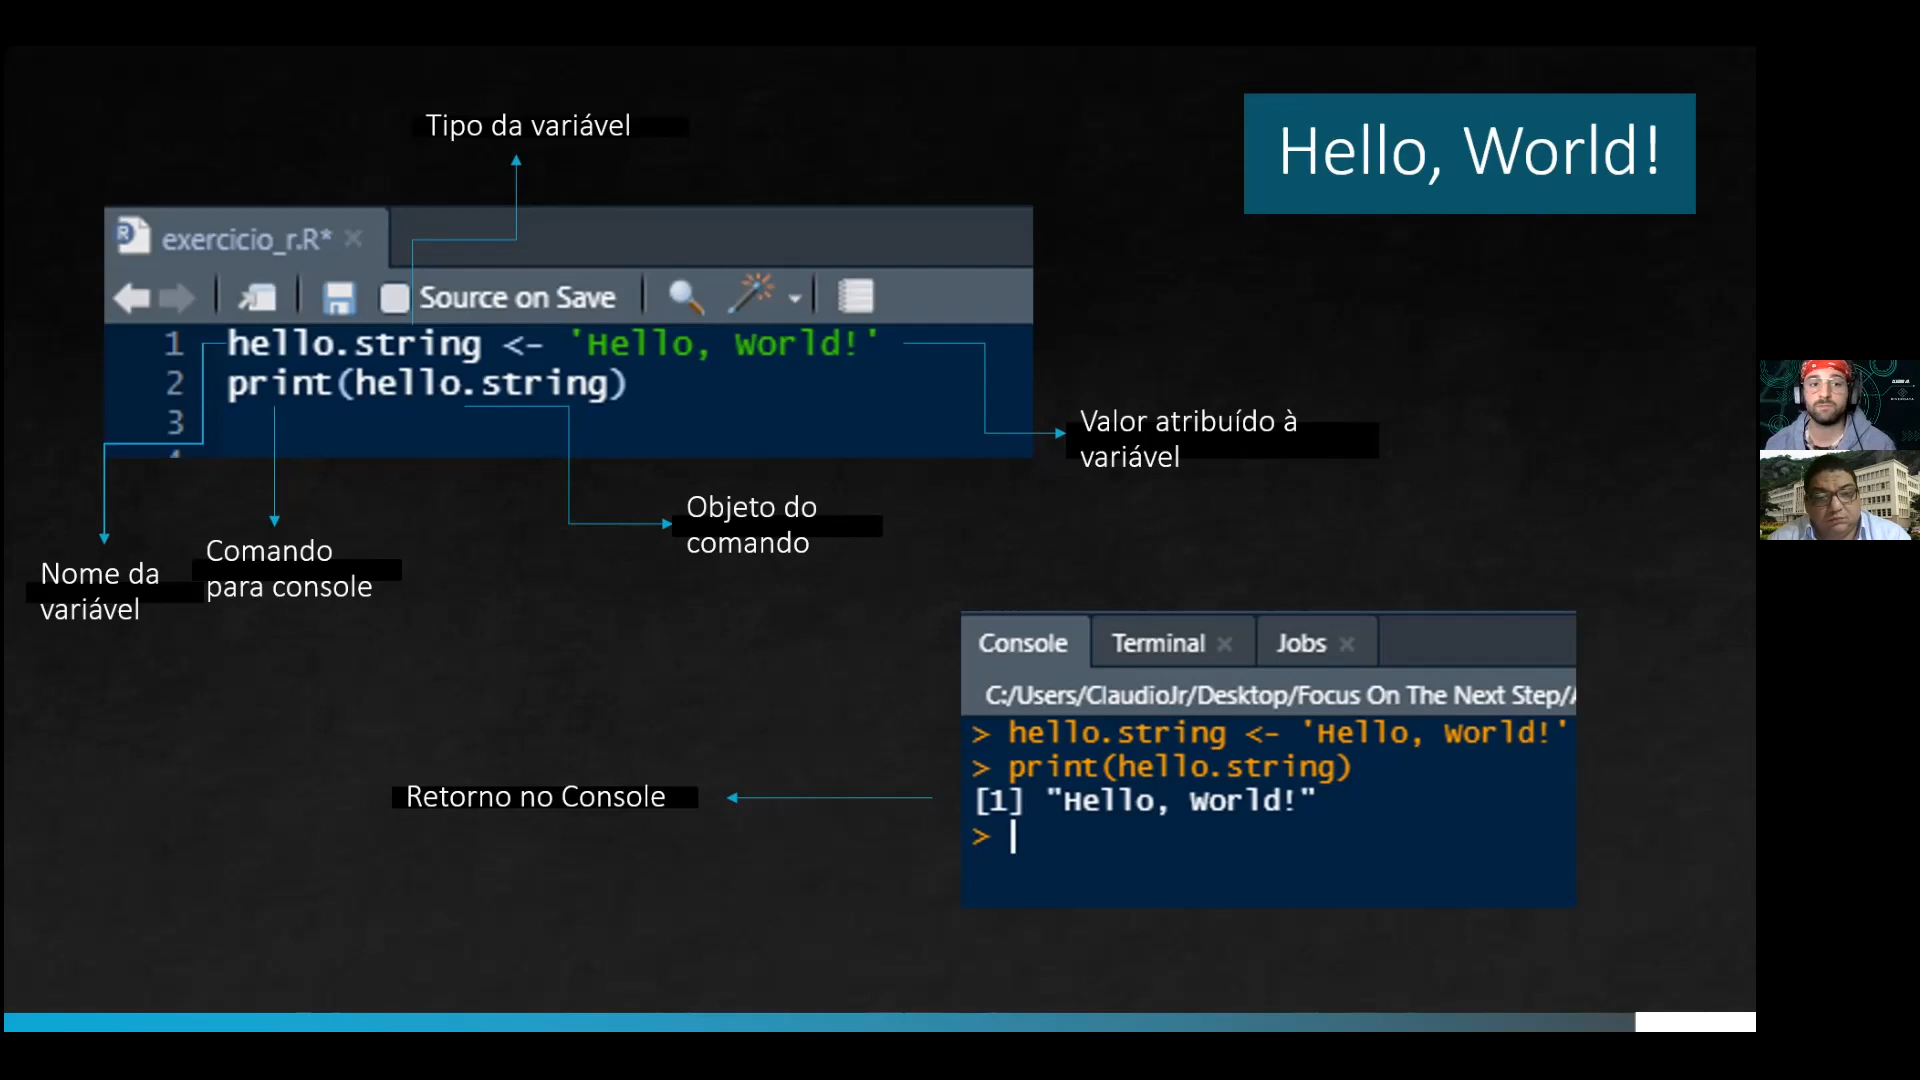 Hello, World!
Tipo da variável
exercicio_r.R*
Source on Save
1 hello.string <- 'Hello, World!'
2 print(hello.string)
3
4
Valor atribuído à
variável
Objeto do
comando
Comando
para console
Nome da
variável
Console Terminal Jobs
C:/Users/ClaudioJr/Desktop/Focus On The Next Step/
> hello.string <- 'Hello, World!'
> print(hello.string)
[1] "Hello, World!"
>
Retorno no Console